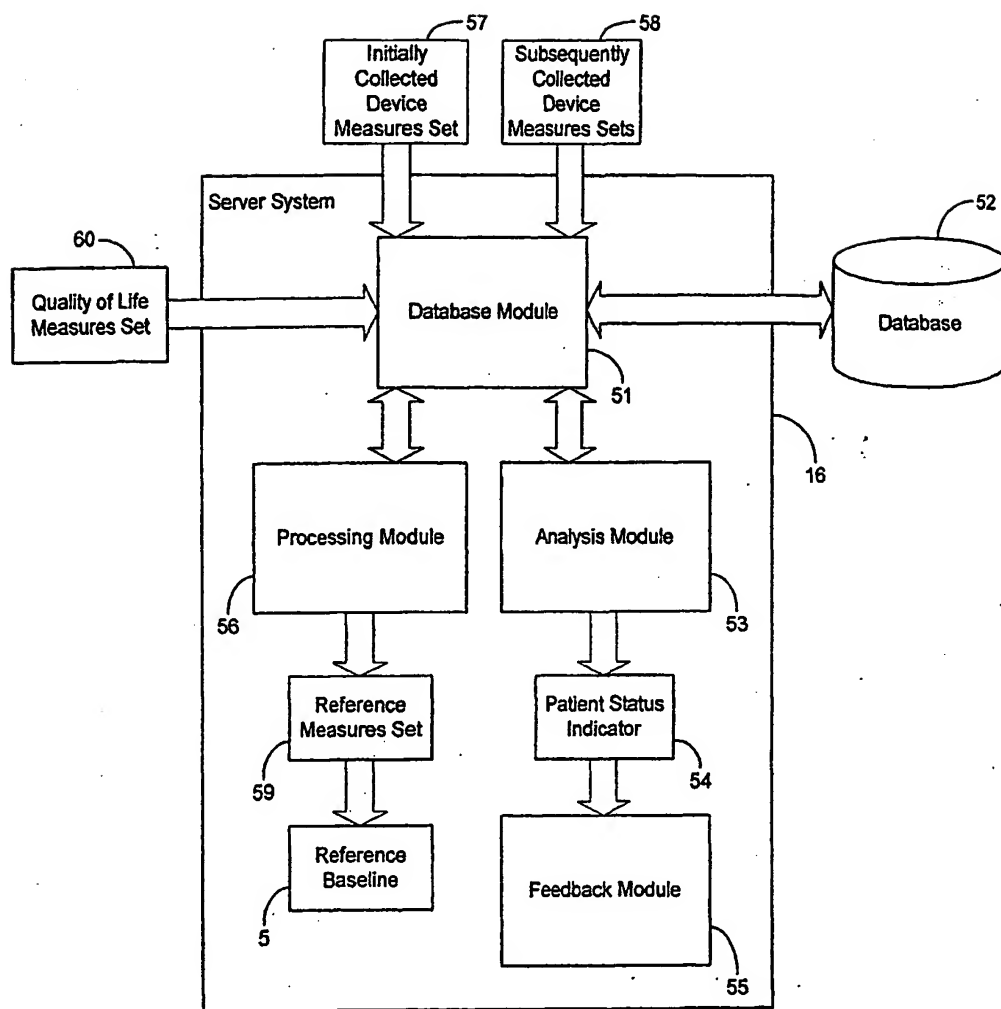 57
58
Initially
Collected
Device
Measures Set
Subsequently
Collected
Device
Measures Sets
Server System
60
52
Quality of Life
Measures Set
Database Module
Database
51
16
Processing Module
Analysis Module
56
53
Reference
Measures Set
Patient Status
Indicator
59
54
Reference
Baseline
Feedback Module
5
55